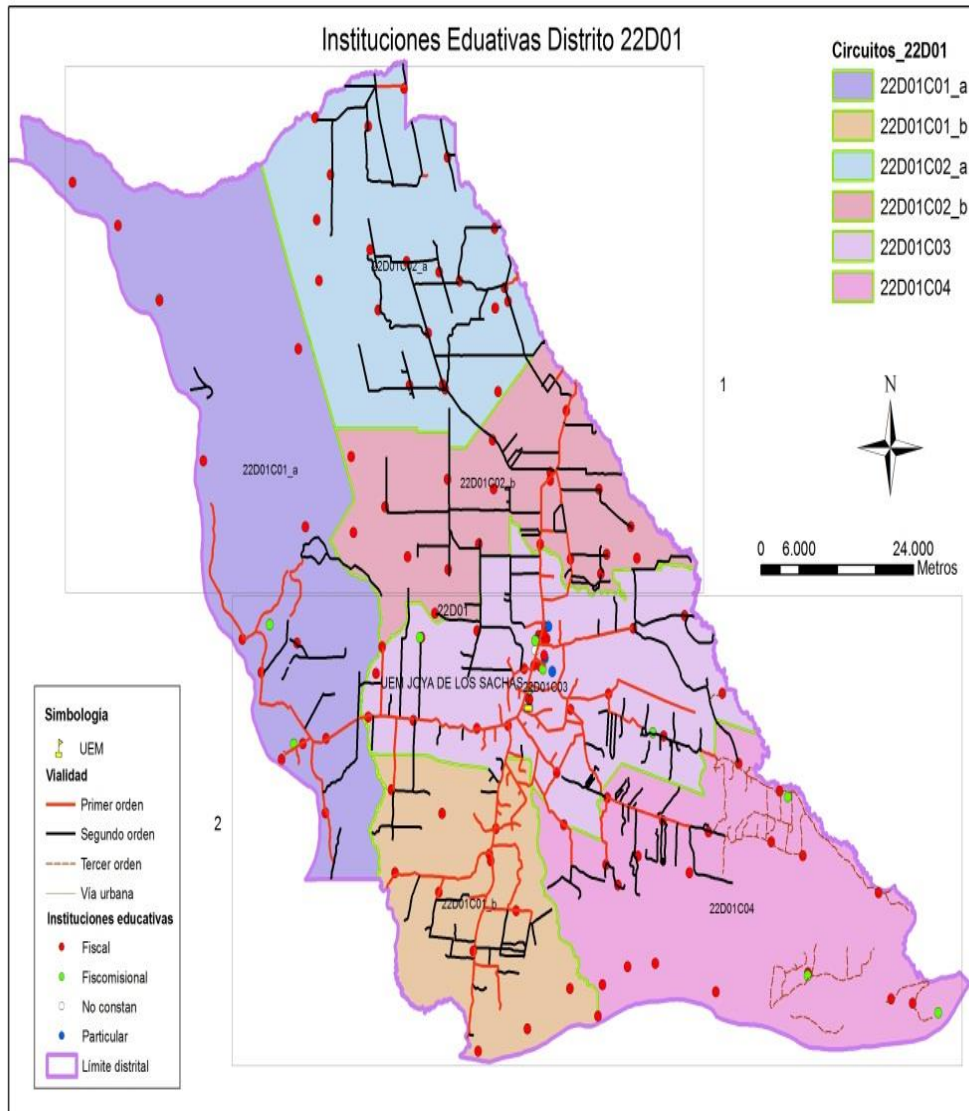 Instituciones Eduativas Distrito 22D01
Circuitos_22D01
22D01C01_a
22D01C01_b
22D01C02_a
22D01C02_b
22D01C03
22D01C04
22D01C02_a
1
N
22D01C01_a
22D01C02_b
0 6.000 24.000
Metros
22D01
UEM JOYA DE LOS SACHAS
22D01C03
2
22D01C01_b
22D01C04
Simbologia
UEM
Vialidad
Primer orden
Segundo orden
Tercer orden
Vía urbana
Instituciones educativas
Fiscal
Fiscomisional
No constan
Particular
Límite distrital